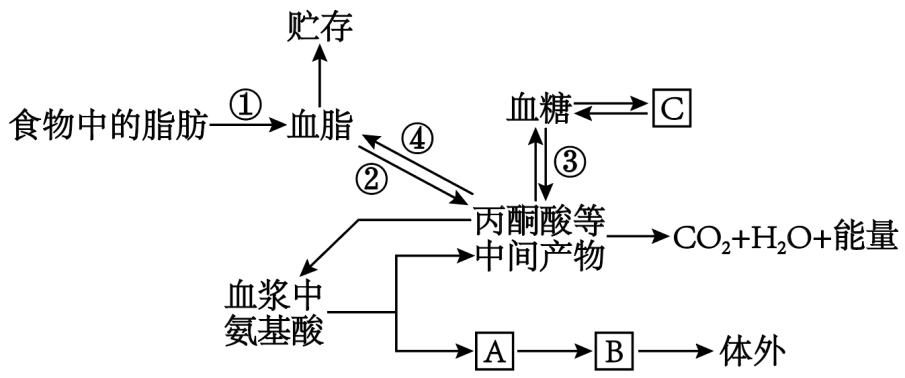 贮存
食物中的脂肪
①
血脂
④
②
血糖
C
③
丙酮酸等
中间产物
CO₂+H₂O+能量
血浆中
氨基酸
A
B
体外